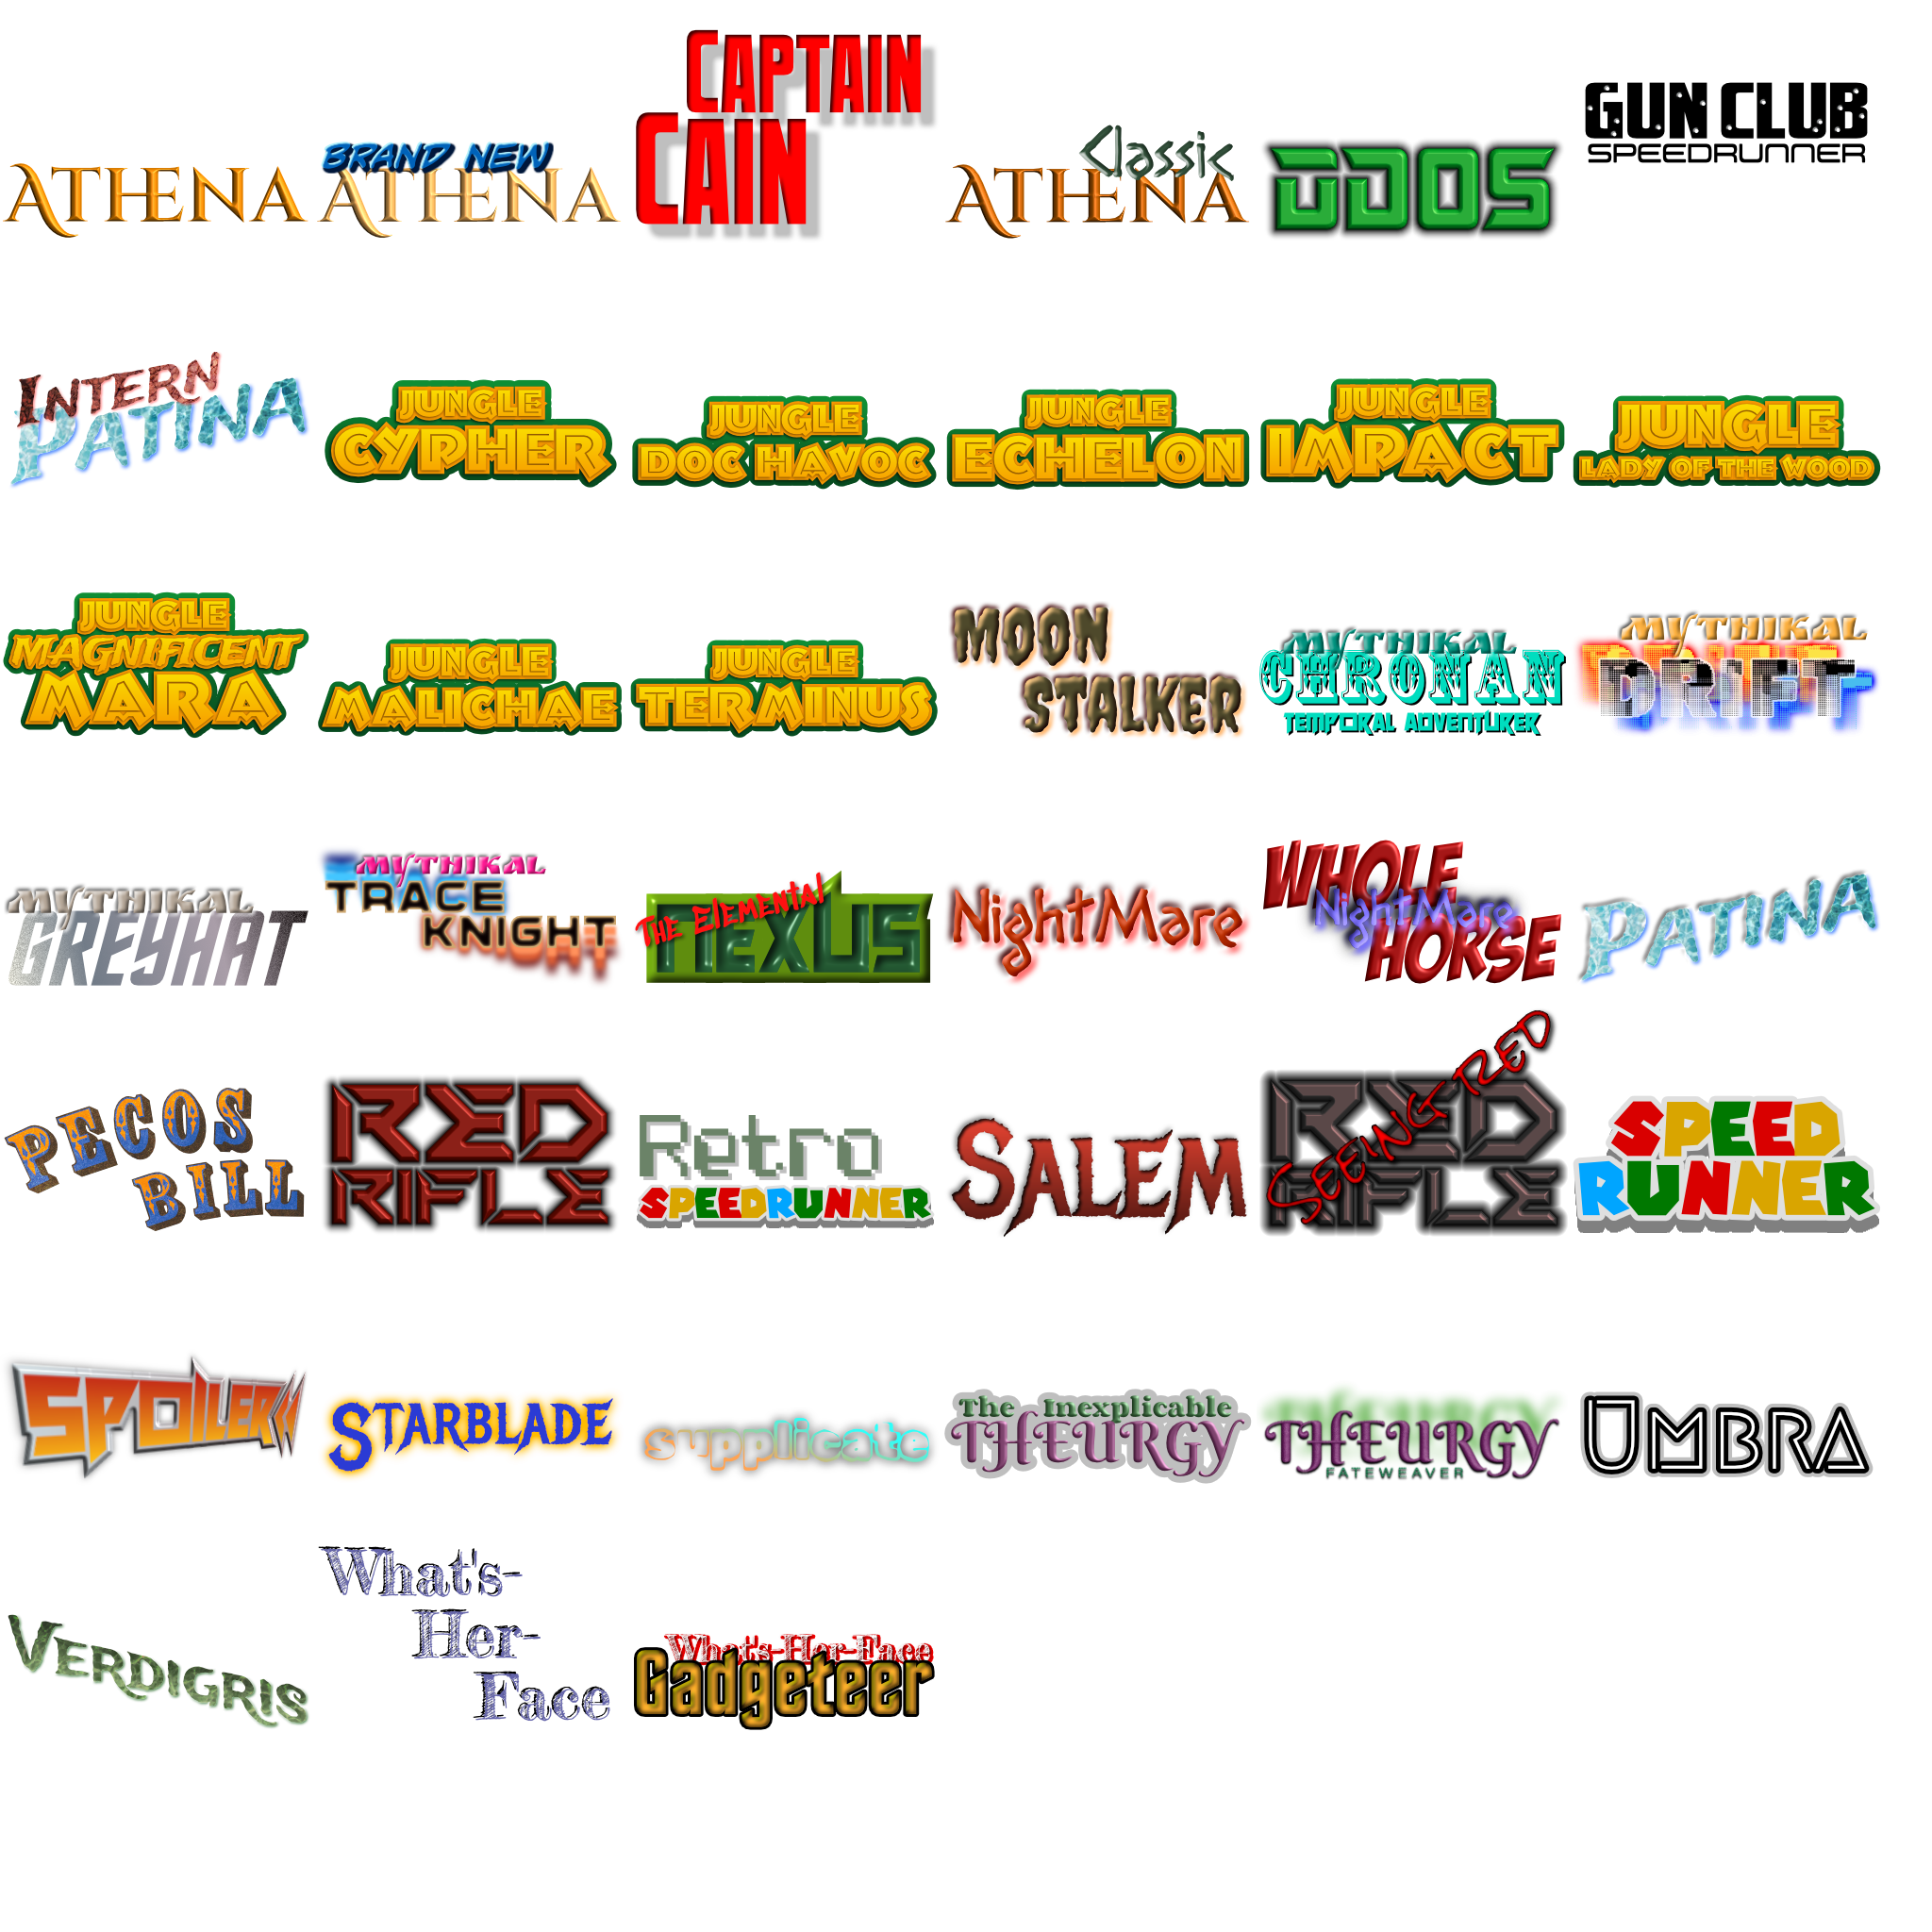 ATHENA
BRAND NEW
ATHENA
CAPTAIN
CAIN
Classic
ATHENA
DDOS
GUN CLUB
SPEEDRUNNER
INTERN
PATINA
JUNGLE
CYPHER
JUNGLE
DOC HAVOC
JUNGLE
ECHELON
JUNGLE
IMPACT
JUNGLE
LADY OF THE WOOD
JUNGLE
MAGNIFICENT
MARA
JUNGLE
MALICHAE
JUNGLE
TERMINUS
MOON
STALKER
MYTHIKAL
CHRONAN
TEMPORAL ADVENTURER
MYTHIKAL
DRIFT
MYTHIKAL
GREYHAT
MYTHIKAL
TRACE
KNIGHT
THE ELEMENTAL
NEXUS
NightMare
WHOLE
NightMare
HORSE
PATINA
PECOS
BILL
RED
RIFLE
Retro
SPEEDRUNNER
SALEM
SEEING RED
RED
RIFLE
SPEED
RUNNER
SPOILER
STARBLADE
supplicate
The Inexplicable
THEURGY
THEURGY
FATEWEAVER
UMBRA
VERDIGRIS
What's-
Her-
Face
What's-Her-Face
Gadgeteer